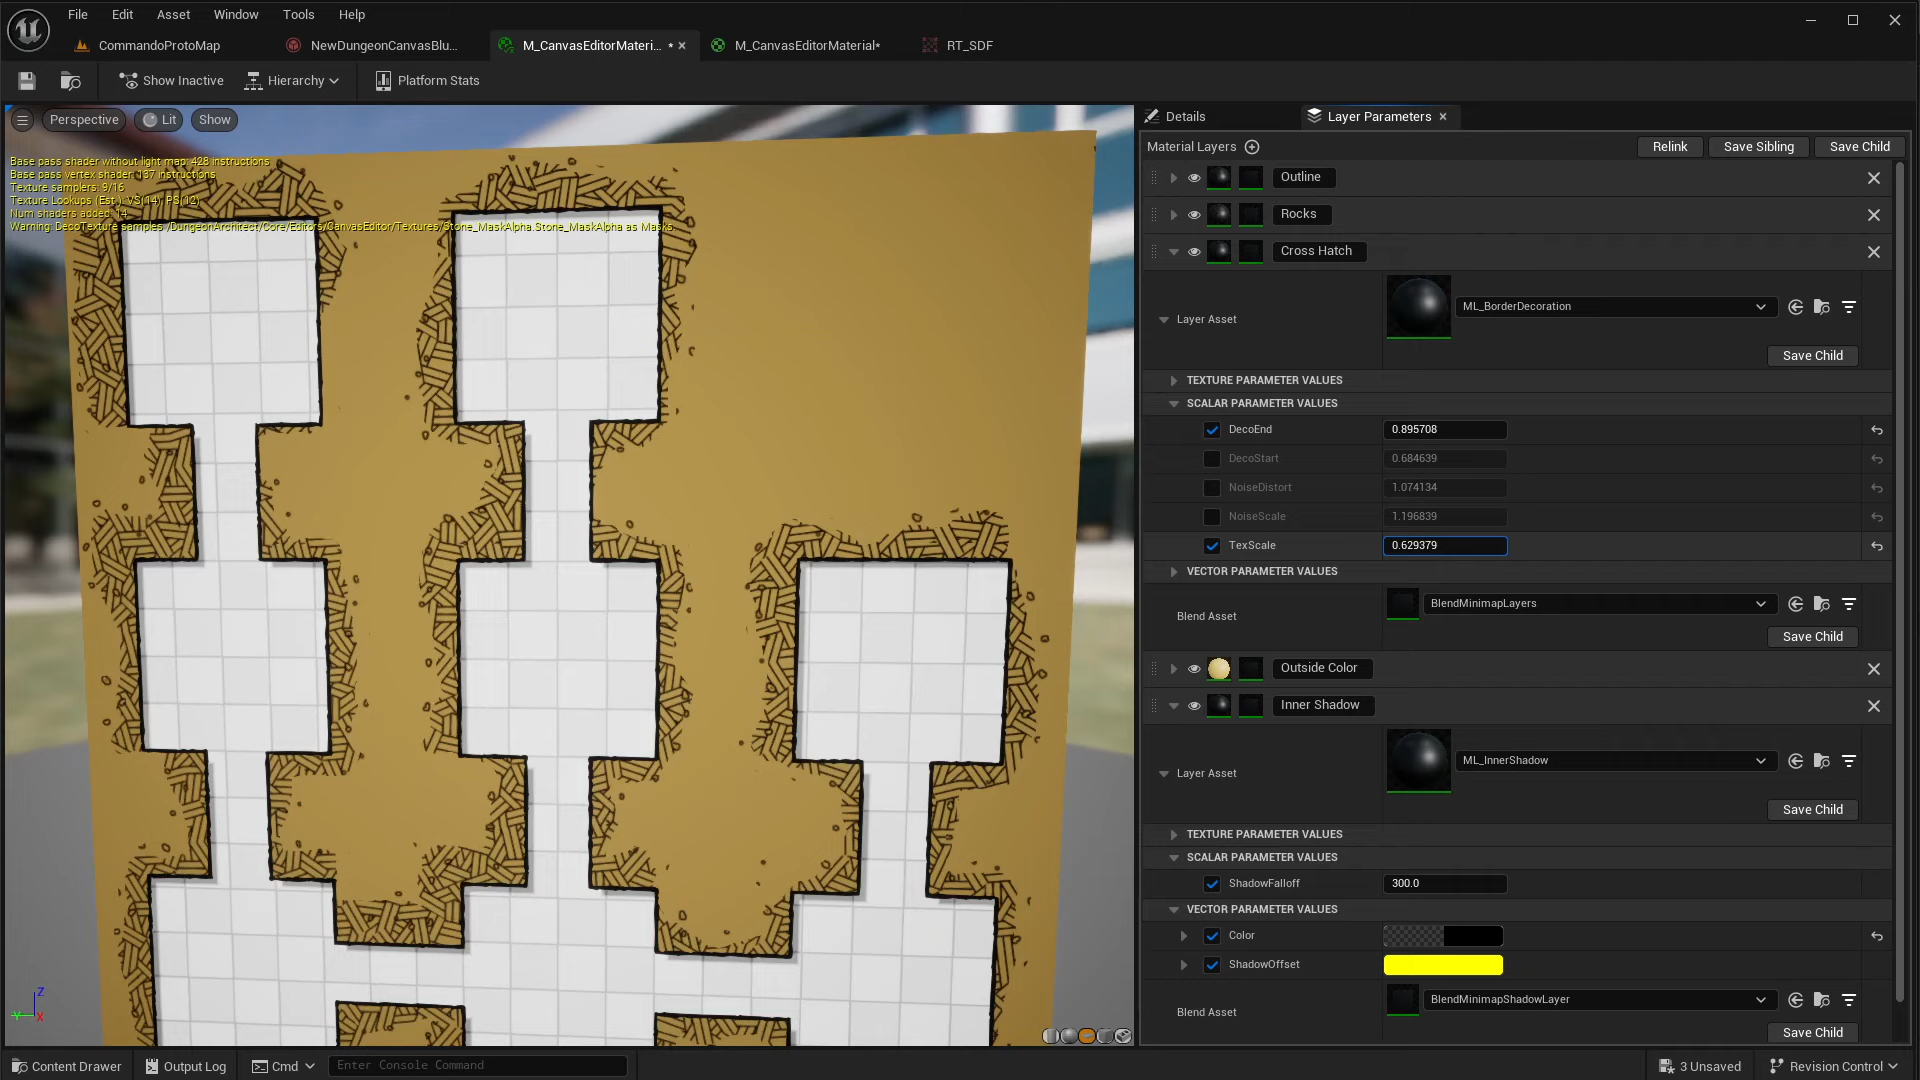 File Edit Asset Window Tools Help
CommandoProtoMap NewDungeonCanvasBlu... M_CanvasEditorMateri... * M_CanvasEditorMaterial* RT_SDF
Show Inactive Hierarchy Platform Stats
Perspective Lit Show
Base pass shader without light map: 428 instructions
Base pass vertex shader: 137 instructions
Texture samplers: 9/16
Texture Lookups (Est.): VS(14), PS(12)
Num shaders added: 14
Warning: DecoTexture samples /DungeonArchitect/Core/Editors/CanvasEditor/Textures/Stone_MaskAlpha.Stone_MaskAlpha as Masks.
Z
Y
X
Details Layer Parameters
Material Layers Relink Save Sibling Save Child
Outline
Rocks
Cross Hatch
Layer Asset ML_BorderDecoration
Save Child
TEXTURE PARAMETER VALUES
SCALAR PARAMETER VALUES
DecoEnd 0.895708
DecoStart 0.684639
NoiseDistort 1.074134
NoiseScale 1.196839
TexScale 0.629379
VECTOR PARAMETER VALUES
Blend Asset BlendMinimapLayers
Save Child
Outside Color
Inner Shadow
Layer Asset ML_InnerShadow
Save Child
TEXTURE PARAMETER VALUES
SCALAR PARAMETER VALUES
ShadowFalloff 300.0
VECTOR PARAMETER VALUES
Color
ShadowOffset
Blend Asset BlendMinimapShadowLayer
Save Child
Content Drawer Output Log Cmd Enter Console Command 3 Unsaved Revision Control